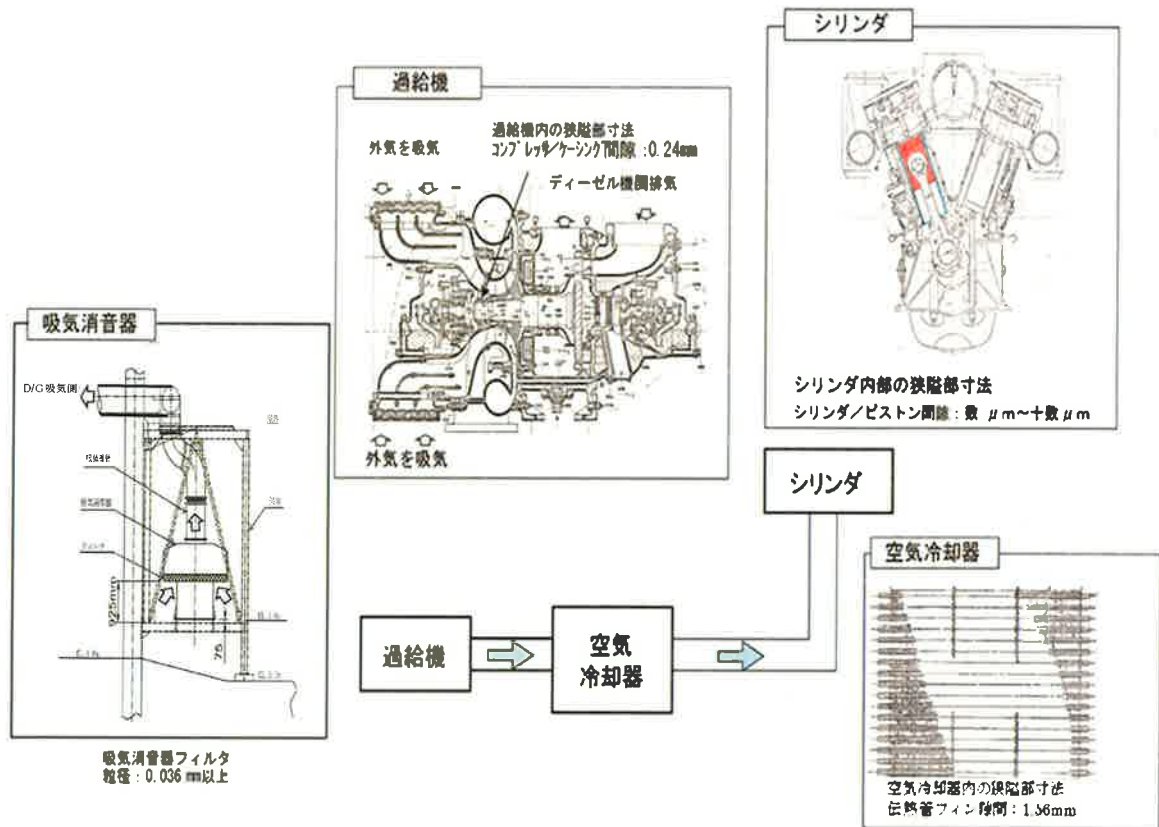 シリンダ
シリンダ内部の狭隘部寸法
シリンダ/ピストン間隙：数 μm～十数μm
過給機
過給機内の狭隘部寸法
コンプレッサ/ケーシング間隙：0.24mm
外気を吸気
ディーゼル機関排気
外気を吸気
吸気消音器
D/G吸気側
925mm
75
吸気消音器フィルタ
粒径：0.036mm以上
過給機
空気
冷却器
シリンダ
空気冷却器
空気冷却器内の狭隘部寸法
伝熱管フィン隙間：1.56mm